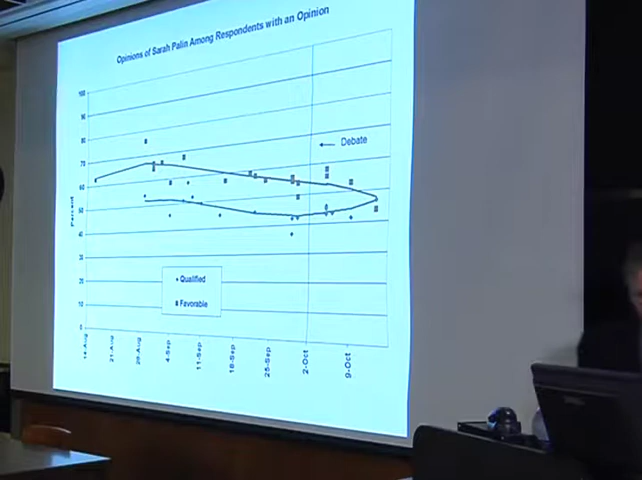 Opinions of Sarah Palin Among Respondents with an Opinion
100
90
80
70
60
50
40
30
20
10
0
Percent
Debate
Qualified
Favorable
14-Aug
21-Aug
28-Aug
4-Sep
11-Sep
18-Sep
25-Sep
2-Oct
9-Oct